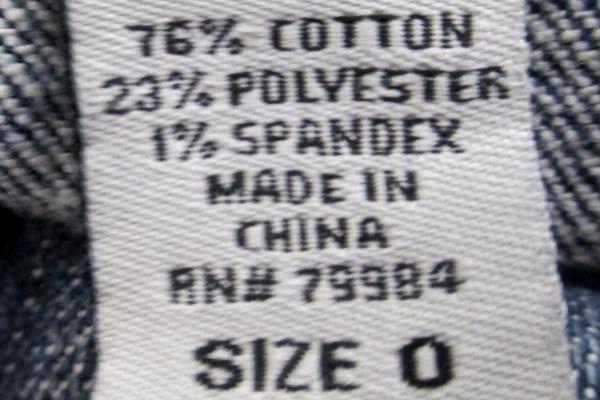 76% COTTON
23% POLYESTER
1% SPANDEX
MADE IN
CHINA
RN# 79984
SIZE 0